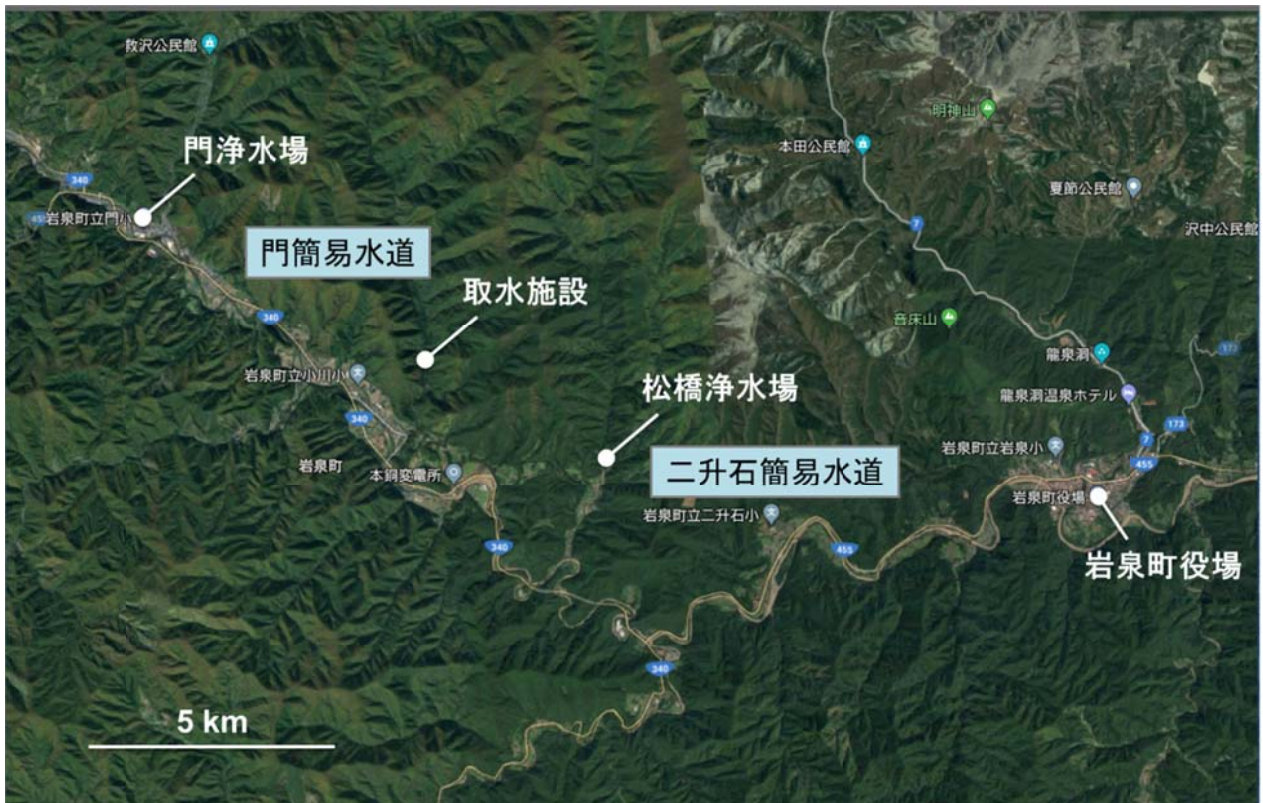 敷沢公民館
門浄水場
明神山
本田公民館
340
夏節公民館
455
岩泉町立門小
7
沢中公民館
門簡易水道
取水施設
340
音床山
173
龍泉洞
岩泉町立小川小
松橋浄水場
龍泉洞温泉ホテル
340
173
7
岩泉町立岩泉小
455
岩泉町
本銅変電所
二升石簡易水道
岩泉町役場
岩泉町立二升石小
340
455
岩泉町役場
340
5 km